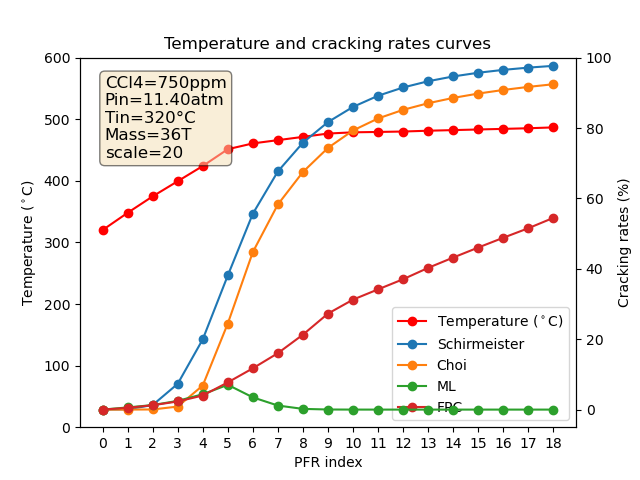 Temperature and cracking rates curves
CCl4=750ppm
Pin=11.40atm
Tin=320°C
Mass=36T
scale=20
Temperature (°C)
600
500
400
300
200
100
0
Cracking rates (%)
100
80
60
40
20
0
Temperature (°C)
Schirmeister
Choi
ML
FPC
0 1 2 3 4 5 6 7 8 9 10 11 12 13 14 15 16 17 18
PFR index